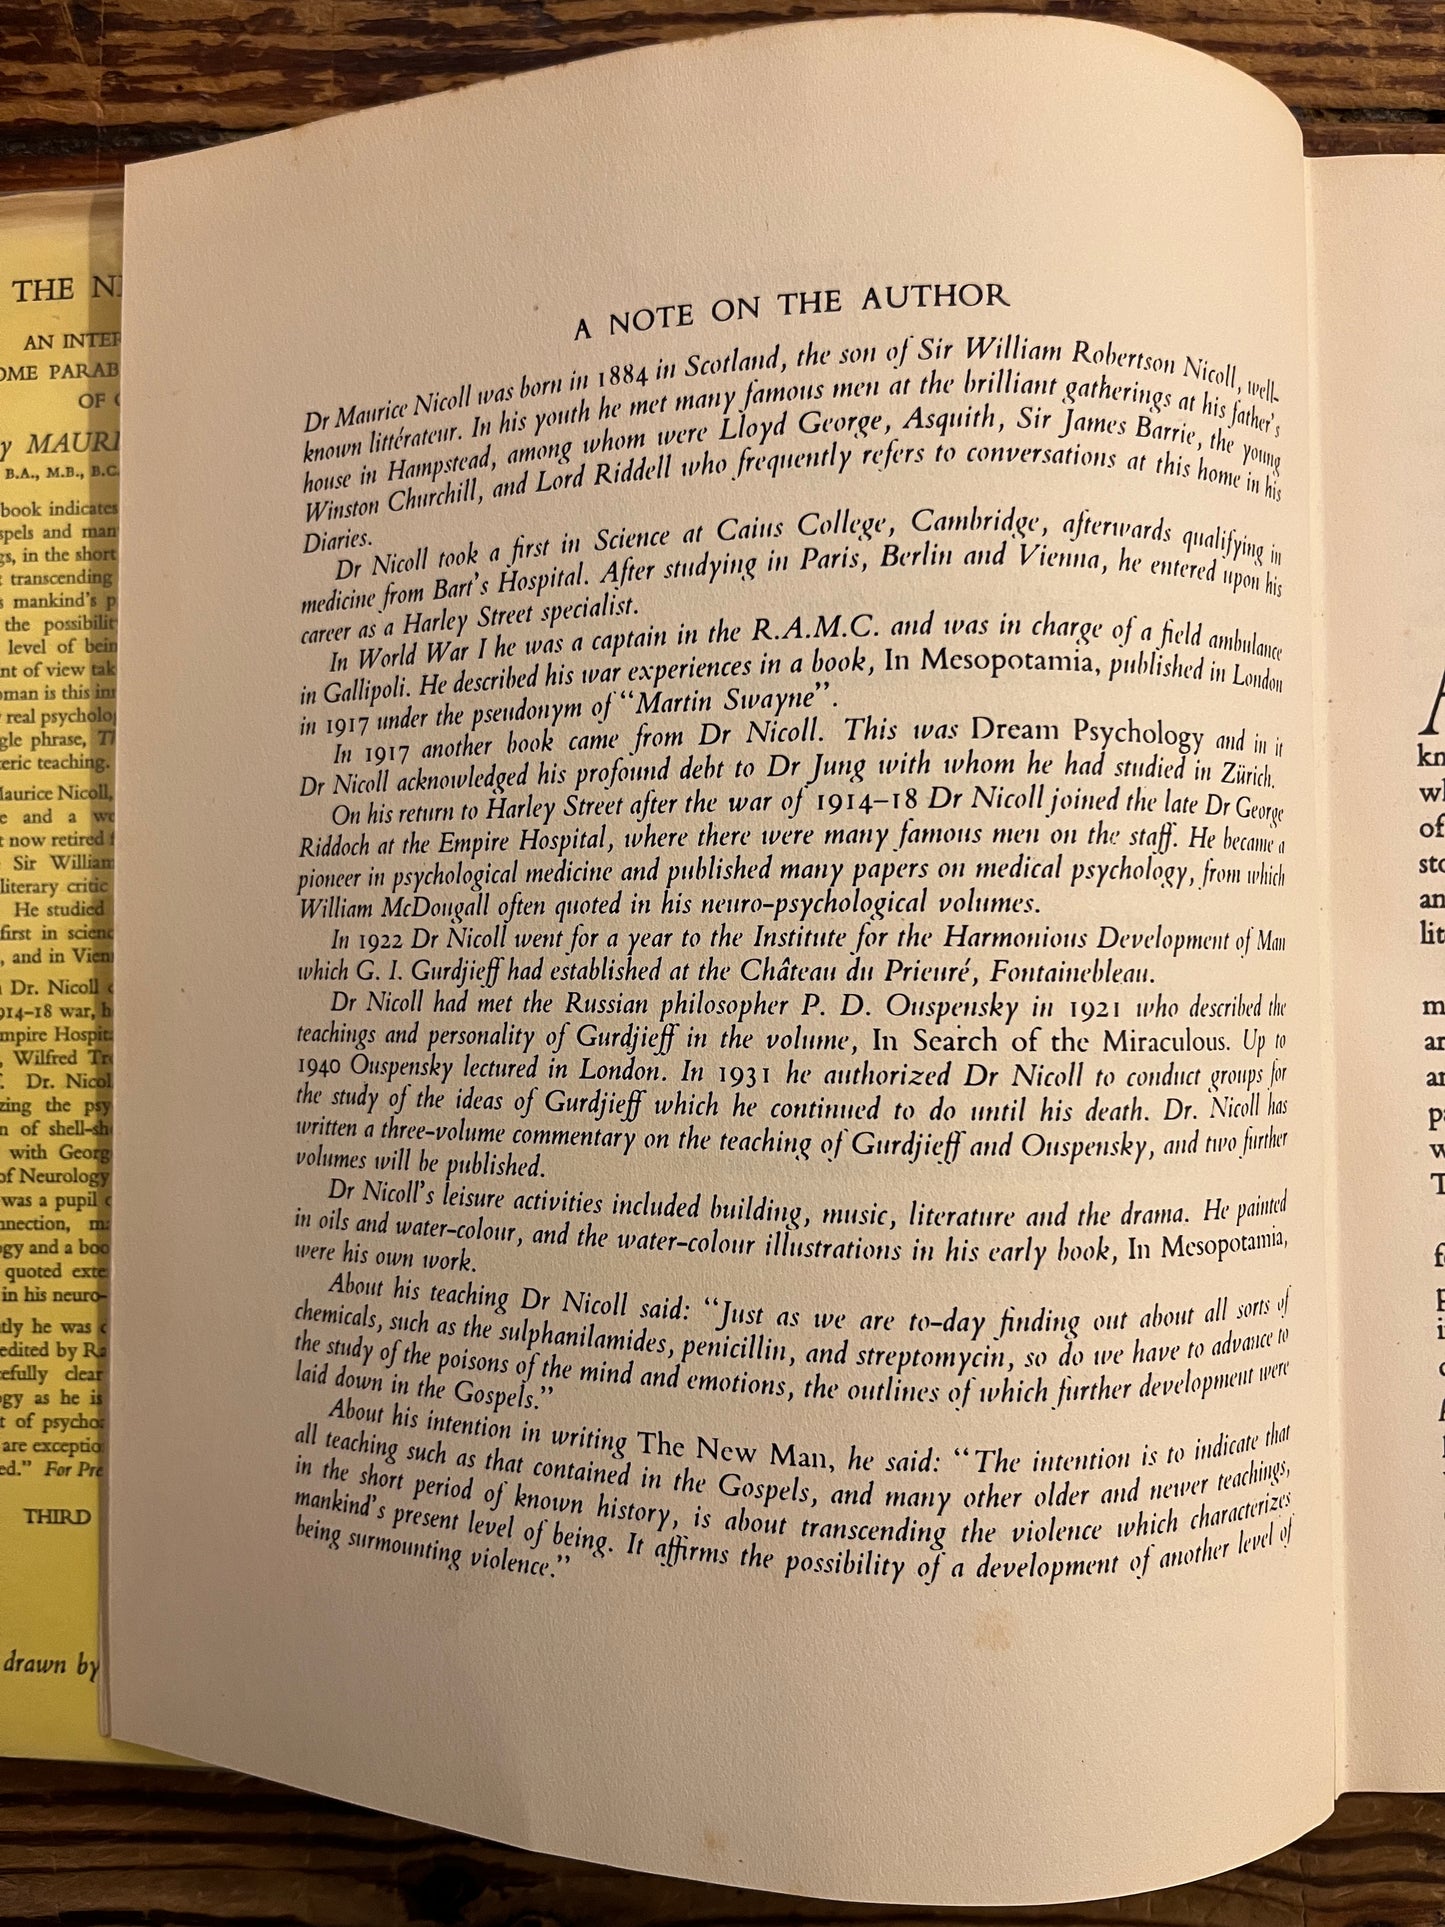 THE N
AN INTER
OME PARAB
OF
y MAURI
B.A., M.B., B.C.
book indicates
spels and man
gs, in the short
transcending
s mankind's p
the possibilit
level of bein
nt of view tak
oman is this inn
real psycholo
gle phrase, Th
teric teaching.
Maurice Nicoll,
e and a we
t now retired
Sir William
literary critic
He studied
first in scienc
, and in Vien
Dr. Nicoll
914–18 war, h
mpire Hospit
, Wilfred Tr
f. Dr. Nicol
zing the psy
n of shell-sh
with Georg
of Neurology
was a pupil
nnection, m
gy and a boo
quoted exte
in his neuro-
tly he was
edited by Ra
efully clear
gy as he is
t of psychot
are exceptio
ed." For Pre
THIRD
drawn by
A NOTE ON THE AUTHOR
Dr Maurice Nicoll was born in 1884 in Scotland, the son of Sir William Robertson Nicoll, well-
known littérateur. In his youth he met many famous men at the brilliant gatherings at his father's
house in Hampstead, among whom were Lloyd George, Asquith, Sir James Barrie, the young
Winston Churchill, and Lord Riddell who frequently refers to conversations at this home in his
Diaries.
Dr Nicoll took a first in Science at Caius College, Cambridge, afterwards qualifying in
medicine from Bart's Hospital. After studying in Paris, Berlin and Vienna, he entered upon his
career as a Harley Street specialist.
In World War I he was a captain in the R.A.M.C. and was in charge of a field ambulance
in Gallipoli. He described his war experiences in a book, In Mesopotamia, published in London
in 1917 under the pseudonym of "Martin Swayne".
In 1917 another book came from Dr Nicoll. This was Dream Psychology and in it
Dr Nicoll acknowledged his profound debt to Dr Jung with whom he had studied in Zürich.
On his return to Harley Street after the war of 1914–18 Dr Nicoll joined the late Dr George
Riddoch at the Empire Hospital, where there were many famous men on the staff. He became a
pioneer in psychological medicine and published many papers on medical psychology, from which
William McDougall often quoted in his neuro-psychological volumes.
In 1922 Dr Nicoll went for a year to the Institute for the Harmonious Development of Man
which G. I. Gurdjieff had established at the Château du Prieuré, Fontainebleau.
Dr Nicoll had met the Russian philosopher P. D. Ouspensky in 1921 who described the
teachings and personality of Gurdjieff in the volume, In Search of the Miraculous. Up to
1940 Ouspensky lectured in London. In 1931 he authorized Dr Nicoll to conduct groups for
the study of the ideas of Gurdjieff which he continued to do until his death. Dr. Nicoll has
written a three-volume commentary on the teaching of Gurdjieff and Ouspensky, and two further
volumes will be published.
Dr Nicoll's leisure activities included building, music, literature and the drama. He painted
in oils and water-colour, and the water-colour illustrations in his early book, In Mesopotamia,
were his own work.
About his teaching Dr Nicoll said: "Just as we are to-day finding out about all sorts of
chemicals, such as the sulphanilamides, penicillin, and streptomycin, so do we have to advance to
the study of the poisons of the mind and emotions, the outlines of which further development were
laid down in the Gospels."
About his intention in writing The New Man, he said: "The intention is to indicate that
all teaching such as that contained in the Gospels, and many other older and newer teachings,
in the short period of known history, is about transcending the violence which characterizes
mankind's present level of being. It affirms the possibility of a development of another level of
being surmounting violence."
kn
wh
of
sto
an
lit
m
ar
an
pa
w
T
f
p
i